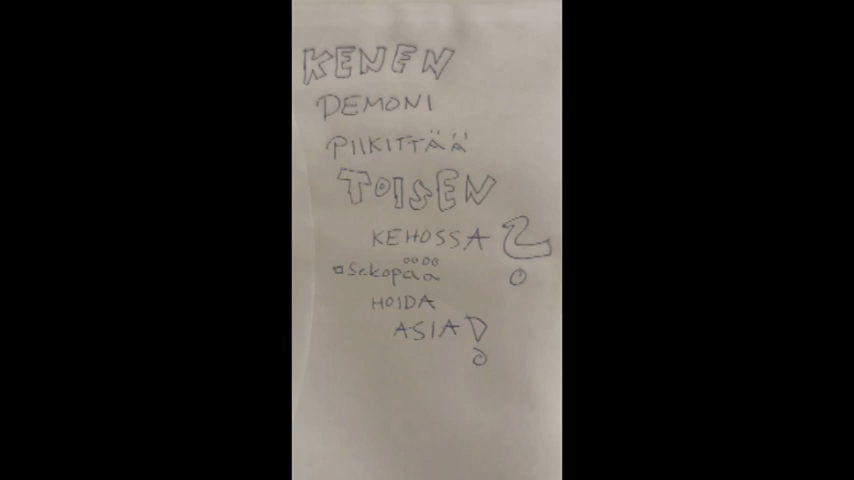 KENEN
DEMONI
PIIKITTÄÄ
TOISEN
KEHOSSA?
Sekopää
HOIDA
ASIA!